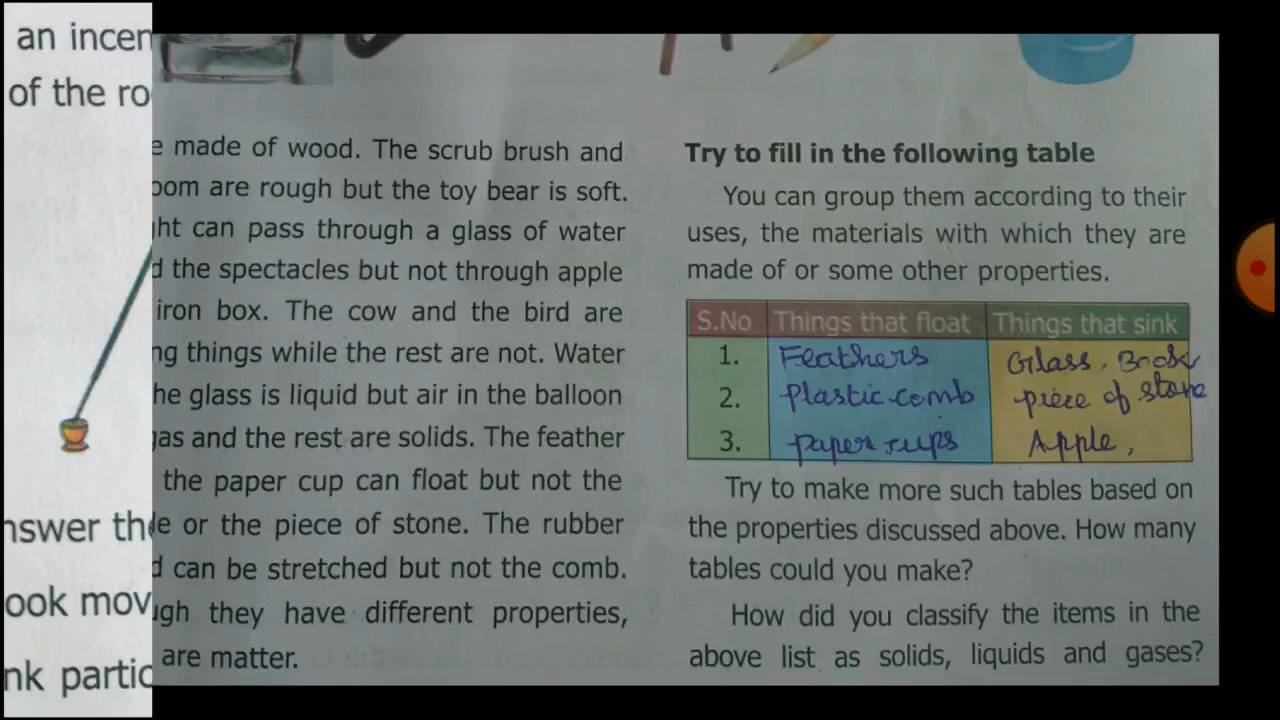 an incen
of the ro
nswer the
ook mov
nk partic
e made of wood. The scrub brush and
oom are rough but the toy bear is soft.
ght can pass through a glass of water
d the spectacles but not through apple
iron box. The cow and the bird are
ng things while the rest are not. Water
he glass is liquid but air in the balloon
gas and the rest are solids. The feather
the paper cup can float but not the
le or the piece of stone. The rubber
d can be stretched but not the comb.
ugh they have different properties,
are matter.
Try to fill in the following table
You can group them according to their
uses, the materials with which they are
made of or some other properties.
S.No Things that float Things that sink
1. Feathers Glass, Book
2. Plastic comb piece of stone
3. paper cups Apple,
Try to make more such tables based on
the properties discussed above. How many
tables could you make?
How did you classify the items in the
above list as solids, liquids and gases?